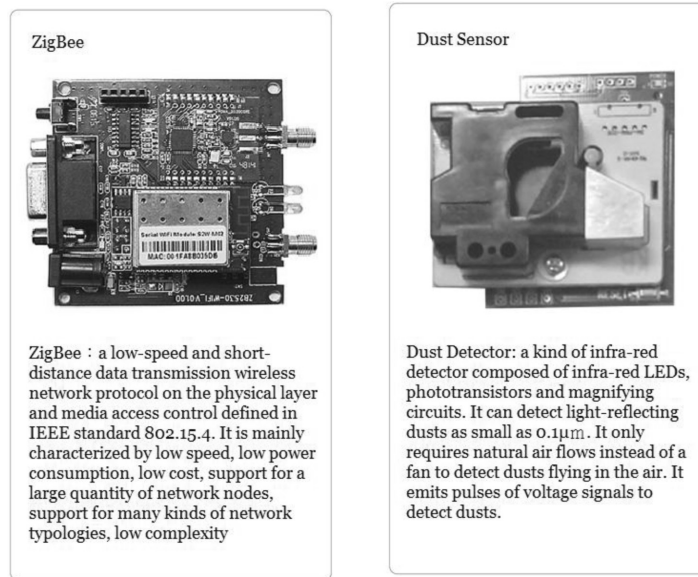 ZigBee
Serial WiFi Module S2W M02
MAC: 001FA8B035DB
ZB2530-WIFI_V01.00
ZigBee：a low-speed and short-
distance data transmission wireless
network protocol on the physical layer
and media access control defined in
IEEE standard 802.15.4. It is mainly
characterized by low speed, low power
consumption, low cost, support for a
large quantity of network nodes,
support for many kinds of network
typologies, low complexity
Dust Sensor
Dust Detector: a kind of infra-red
detector composed of infra-red LEDs,
phototransistors and magnifying
circuits. It can detect light-reflecting
dusts as small as 0.1μm. It only
requires natural air flows instead of a
fan to detect dusts flying in the air. It
emits pulses of voltage signals to
detect dusts.